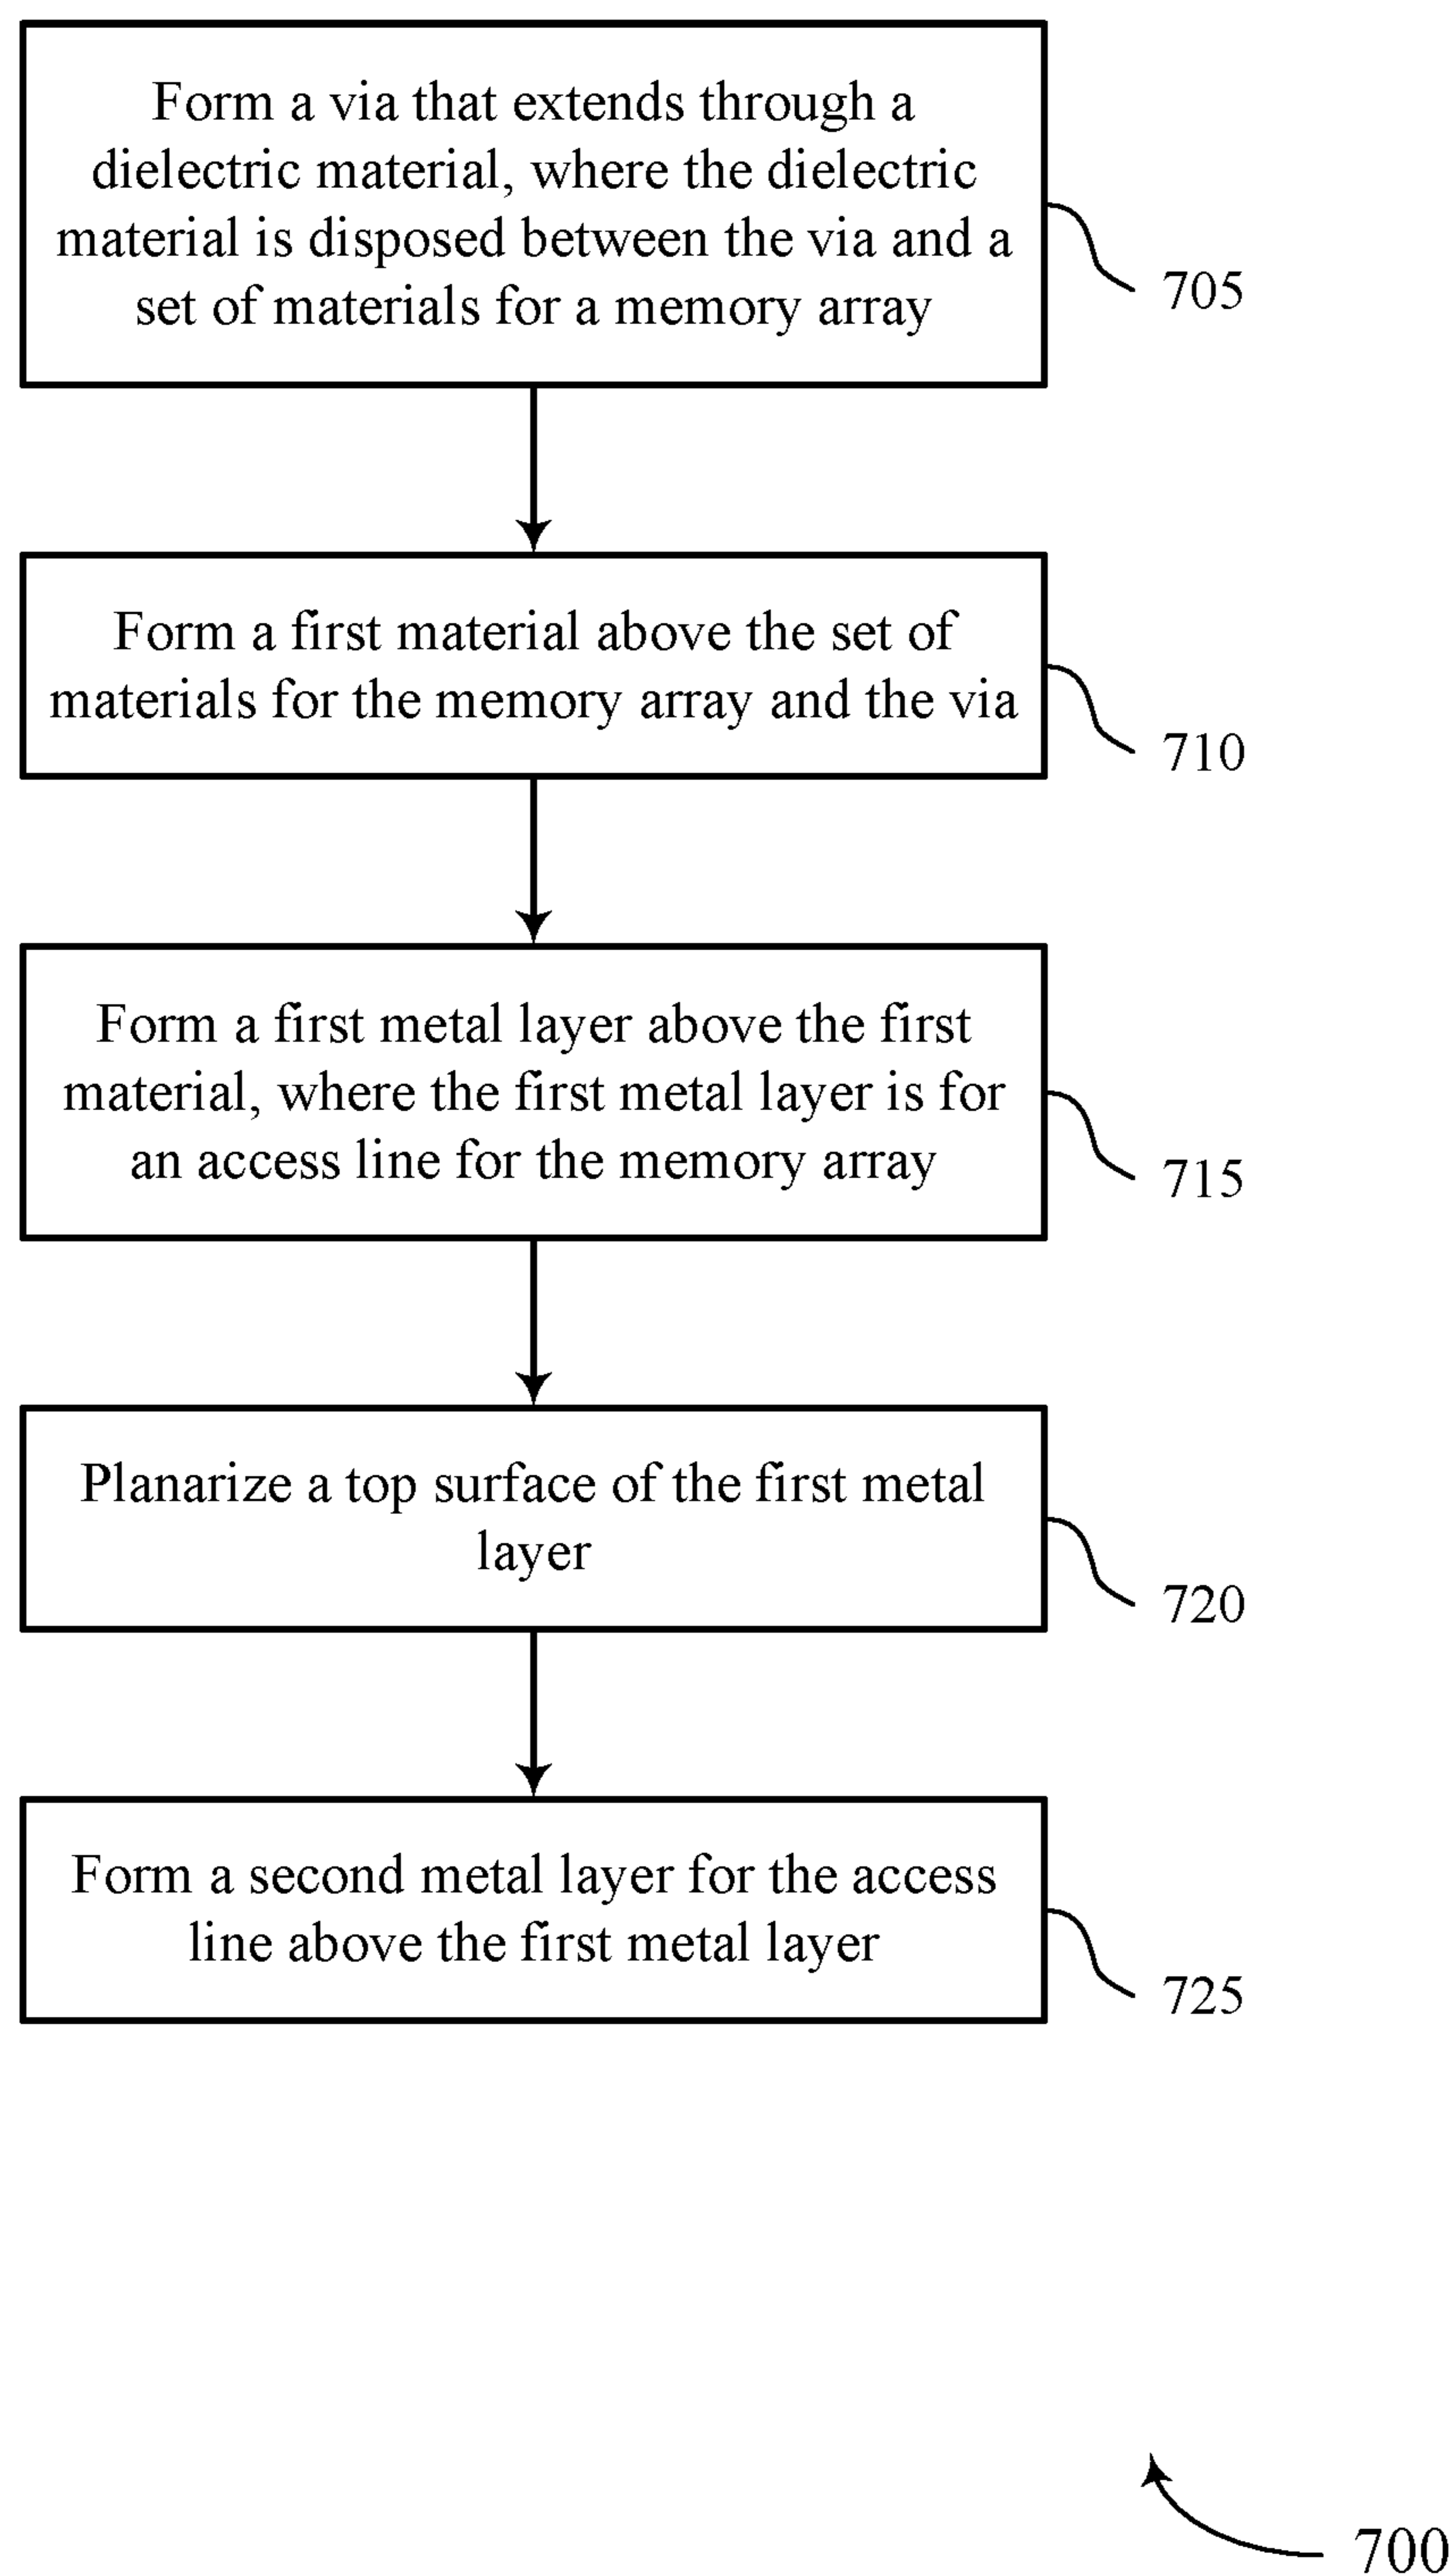 Form a via that extends through a
dielectric material, where the dielectric
material is disposed between the via and a
set of materials for a memory array
705
Form a first material above the set of
materials for the memory array and the via
710
Form a first metal layer above the first
material, where the first metal layer is for
an access line for the memory array
715
Planarize a top surface of the first metal
layer
720
Form a second metal layer for the access
line above the first metal layer
725
700